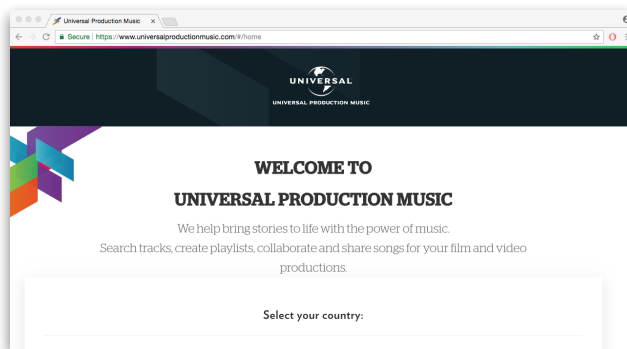 Universal Production Music
Secure | https://www.universalproductionmusic.com/#/home
UNIVERSAL
UNIVERSAL PRODUCTION MUSIC
WELCOME TO
UNIVERSAL PRODUCTION MUSIC
We help bring stories to life with the power of music.
Search tracks, create playlists, collaborate and share songs for your film and video
productions.
Select your country: